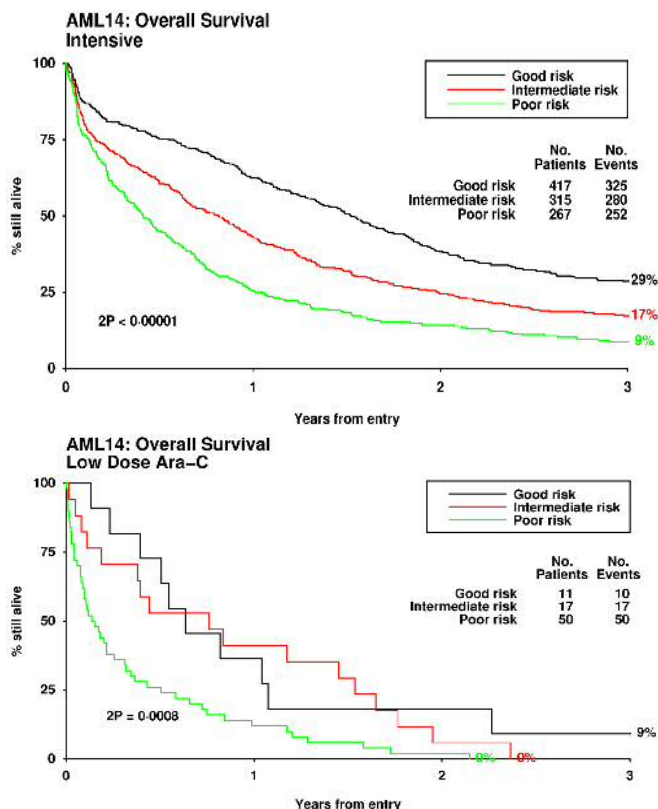 AML14: Overall Survival
Intensive
100
75
50
25
0
% still alive
Good risk
Intermediate risk
Poor risk
No. No.
Patients Events
Good risk 417 325
Intermediate risk 315 280
Poor risk 267 252
29%
17%
9%
2P < 0·00001
0 1 2 3
Years from entry
AML14: Overall Survival
Low Dose Ara-C
100
75
50
25
0
% still alive
Good risk
Intermediate risk
Poor risk
No. No.
Patients Events
Good risk 11 10
Intermediate risk 17 17
Poor risk 50 50
2P = 0·0008
9%
0% 0%
0 1 2 3
Years from entry